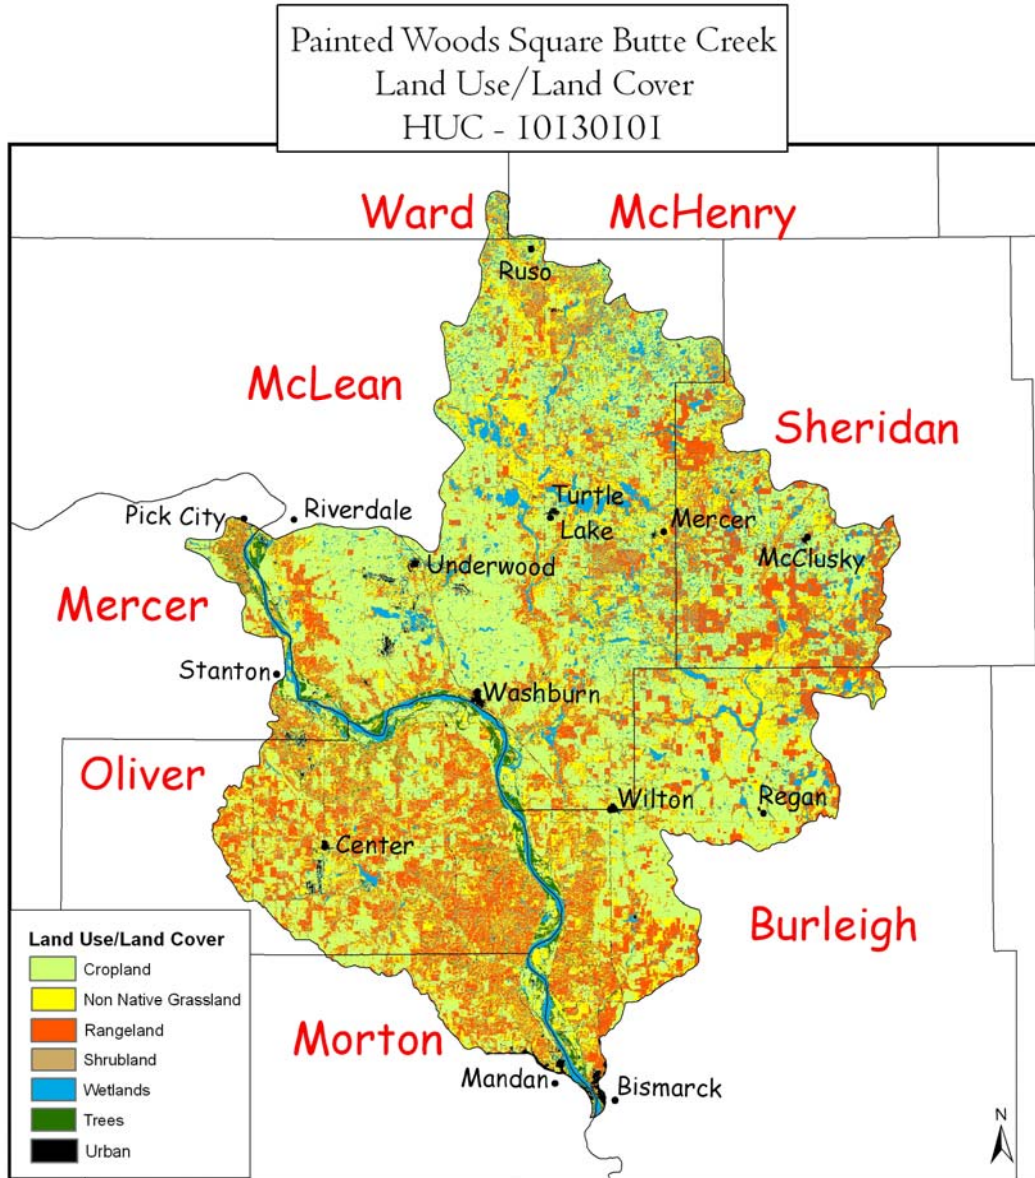 Painted Woods Square Butte Creek
Land Use/Land Cover
HUC - 10130101
Ward
McHenry
Ruso
McLean
Sheridan
Turtle
Lake
Pick City
Riverdale
Mercer
McClusky
Underwood
Mercer
Stanton
Washburn
Oliver
Wilton
Regan
Center
Burleigh
Land Use/Land Cover
Cropland
Non Native Grassland
Rangeland
Shrubland
Wetlands
Trees
Urban
Morton
Mandan
Bismarck
N